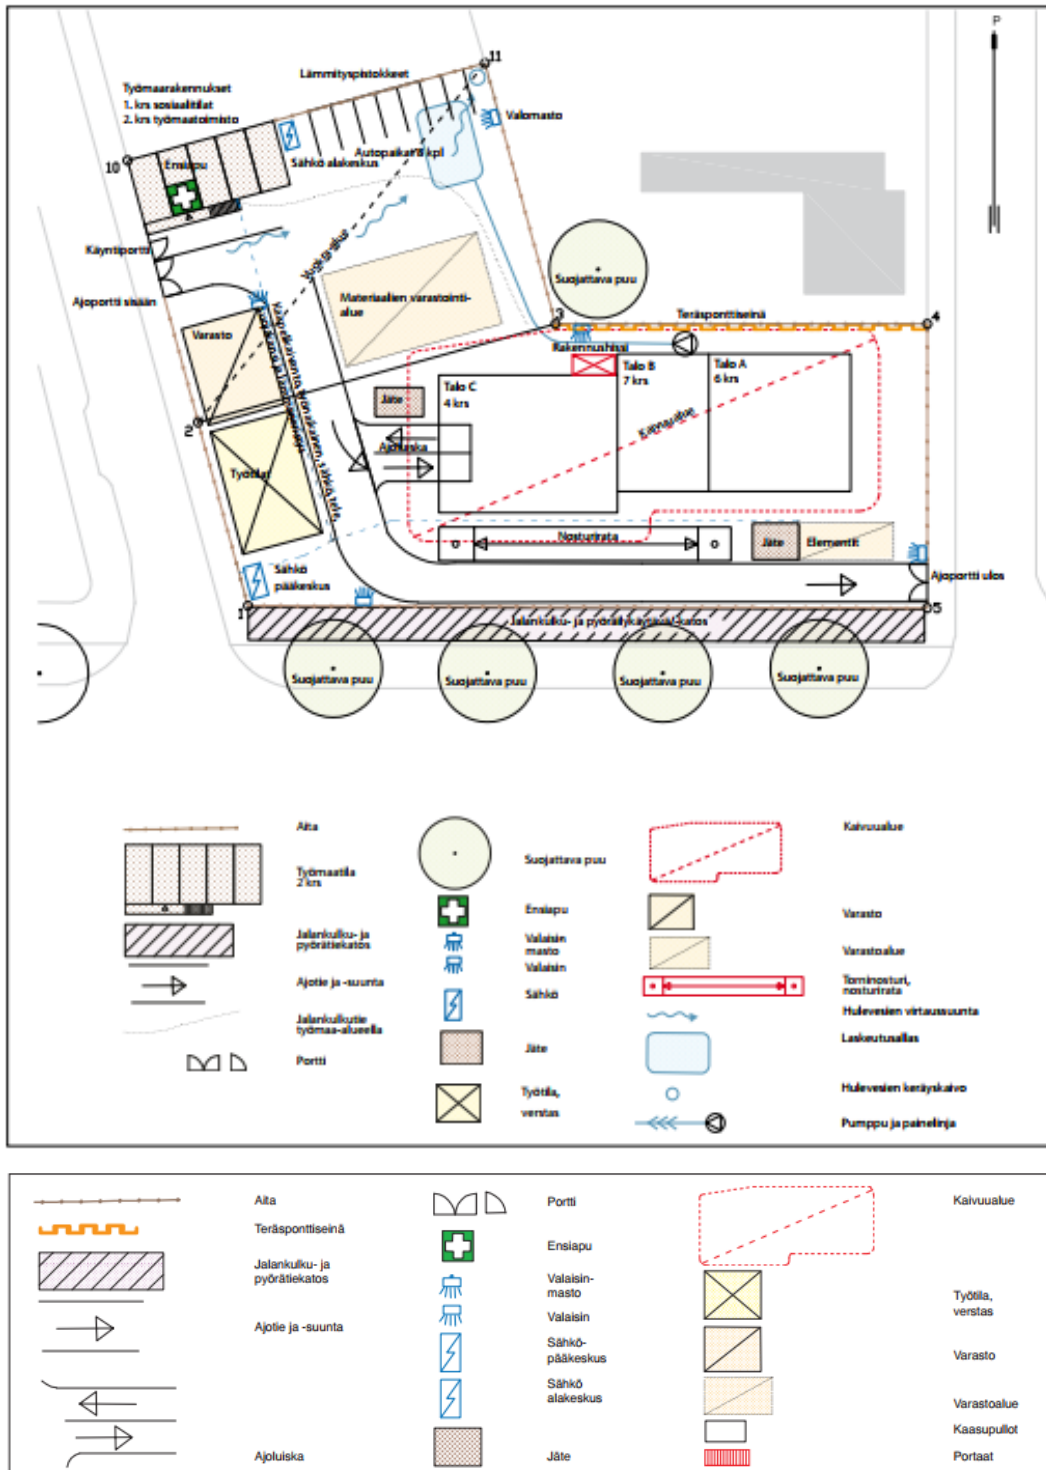 P
11
Lämmityspistokkeet
Työmaarakennukset
1. krs sosiaalitilat
2. krs työmaatoimisto
Valomasto
Autopaikat 8 kpl
Sähkö alakeskus
10
Ensiapu
Käyntiportti
Ajoportti sisään
Suojattava puu
Materiaalien varastointi-
alue
3
Teräsponttiseinä
4
Varasto
Rakennushissi
Talo C
4 krs
Talo B
7 krs
Talo A
6 krs
Jäte
Kaivualue
2
Ajoluiska
Työtilat
Nosturirata
Jäte
Elementit
Sähkö
pääkeskus
Ajoportti ulos
1
5
Jalankulku- ja pyöräilykäytävä/-katos
Suojattava puu
Suojattava puu
Suojattava puu
Suojattava puu
Aita
Työmaatila
2 krs
Jalankulku- ja
pyörätiekatos
Ajotie ja -suunta
Jalankulkutie
työmaa-alueella
Portti
Suojattava puu
Ensiapu
Valaisin
masto
Valaisin
Sähkö
Jäte
Työtila,
verstas
Kaivuualue
Varasto
Varastoalue
Torninosturi,
nosturirata
Hulevesien virtaussuunta
Laskeutusallas
Hulevesien keräyskaivo
Pumppu ja painelinja
Aita
Teräsponttiseinä
Jalankulku- ja
pyörätiekatos
Ajotie ja -suunta
Ajoluiska
Portti
Ensiapu
Valaisin-
masto
Valaisin
Sähkö-
pääkeskus
Sähkö
alakeskus
Jäte
Kaivuualue
Työtila,
verstas
Varasto
Varastoalue
Kaasupullot
Portaat